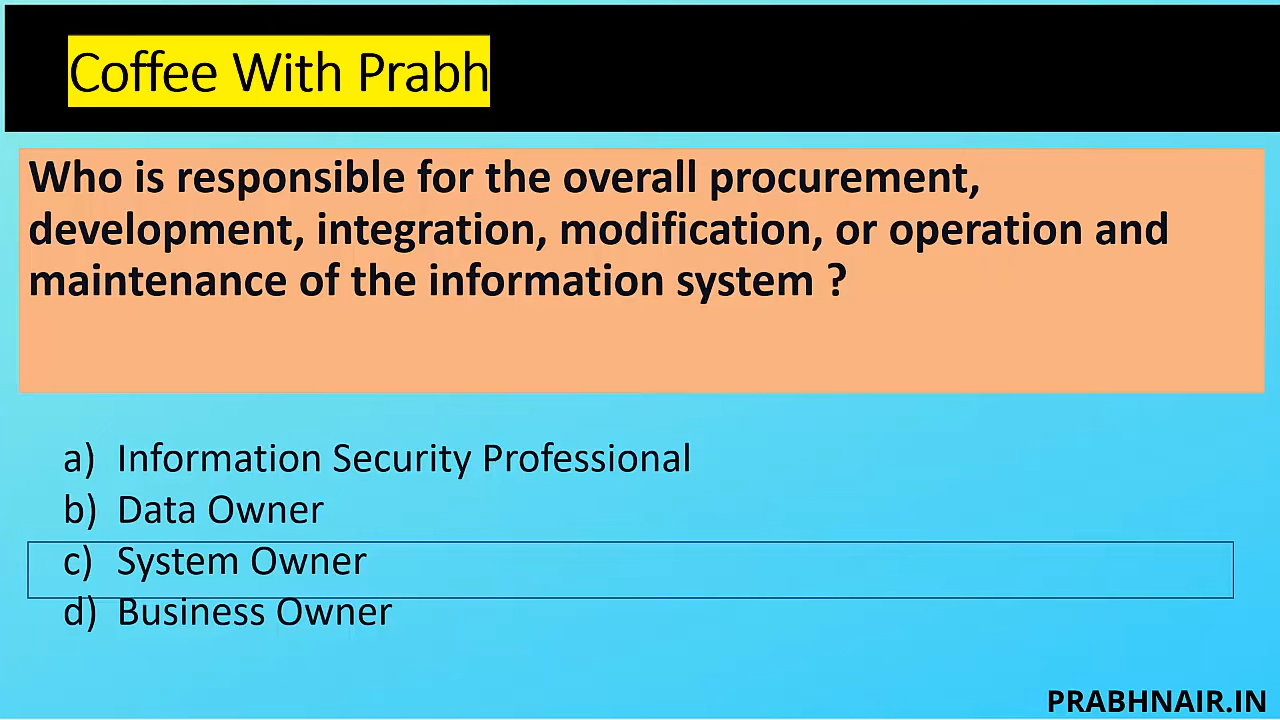 Coffee With Prabh
Who is responsible for the overall procurement,
development, integration, modification, or operation and
maintenance of the information system ?
a) Information Security Professional
b) Data Owner
c) System Owner
d) Business Owner
PRABHNAIR.IN